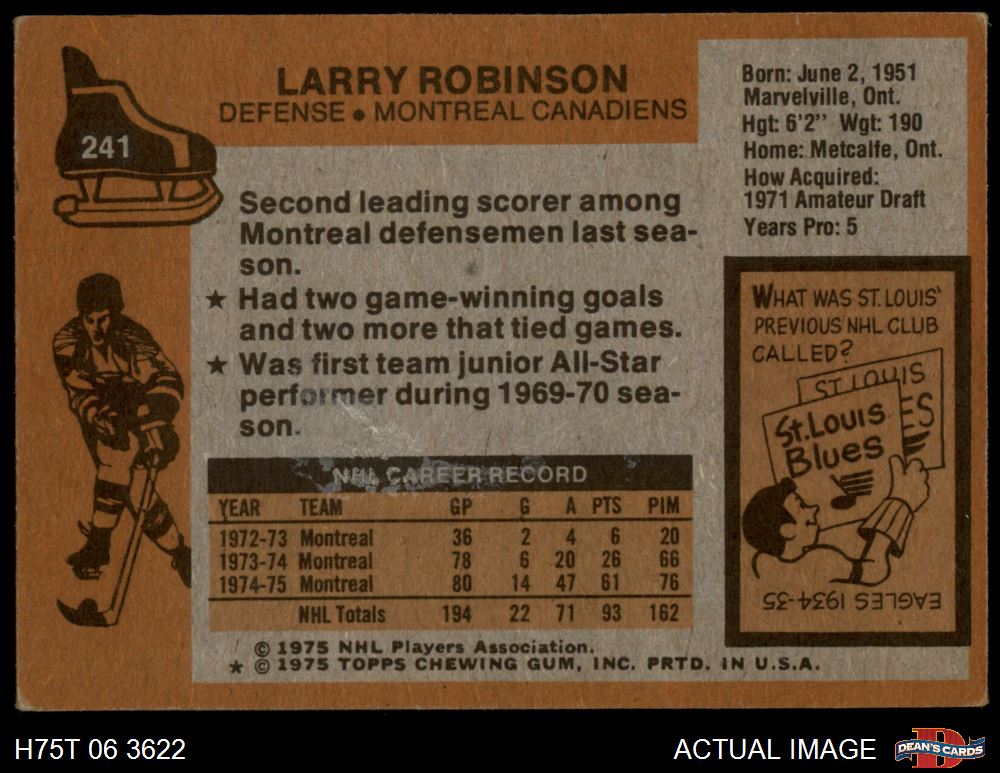 241
LARRY ROBINSON
DEFENSE • MONTREAL CANADIENS
Born: June 2, 1951
Marvelville, Ont.
Hgt: 6'2" Wgt: 190
Home: Metcalfe, Ont.
How Acquired:
1971 Amateur Draft
Years Pro: 5
Second leading scorer among
Montreal defensemen last sea-
son.
★ Had two game-winning goals
and two more that tied games.
★ Was first team junior All-Star
performer during 1969-70 sea-
son.
NHL CAREER RECORD
YEAR TEAM GP G A PTS PIM
1972-73 Montreal 36 2 4 6 20
1973-74 Montreal 78 6 20 26 66
1974-75 Montreal 80 14 47 61 76
NHL Totals 194 22 71 93 162
© 1975 NHL Players Association.
★ © 1975 TOPPS CHEWING GUM, INC. PRTD. IN U.S.A.
WHAT WAS ST. LOUIS'
PREVIOUS NHL CLUB
CALLED?
ST LOUIS
ES
St. Louis
Blues
EAGLES 1934-35
H75T 06 3622
ACTUAL IMAGE
D
DEAN'S CARDS